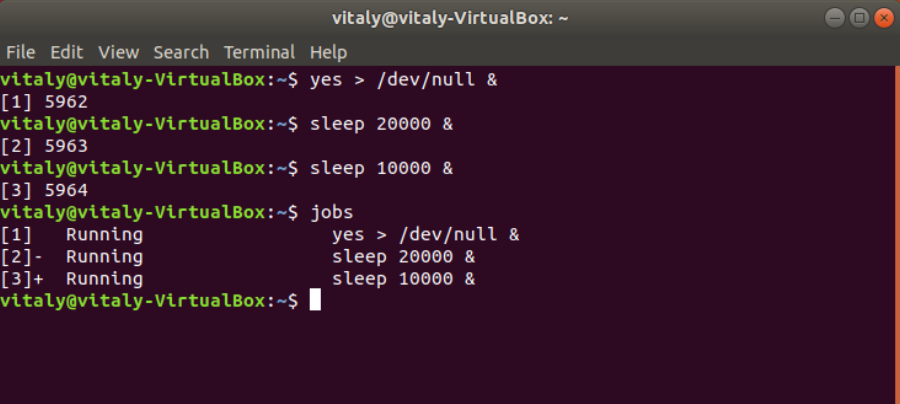 vitaly@vitaly-VirtualBox: ~
File Edit View Search Terminal Help
vitaly@vitaly-VirtualBox:~$ yes > /dev/null &
[1] 5962
vitaly@vitaly-VirtualBox:~$ sleep 20000 &
[2] 5963
vitaly@vitaly-VirtualBox:~$ sleep 10000 &
[3] 5964
vitaly@vitaly-VirtualBox:~$ jobs
[1]   Running                 yes > /dev/null &
[2]-  Running                 sleep 20000 &
[3]+  Running                 sleep 10000 &
vitaly@vitaly-VirtualBox:~$